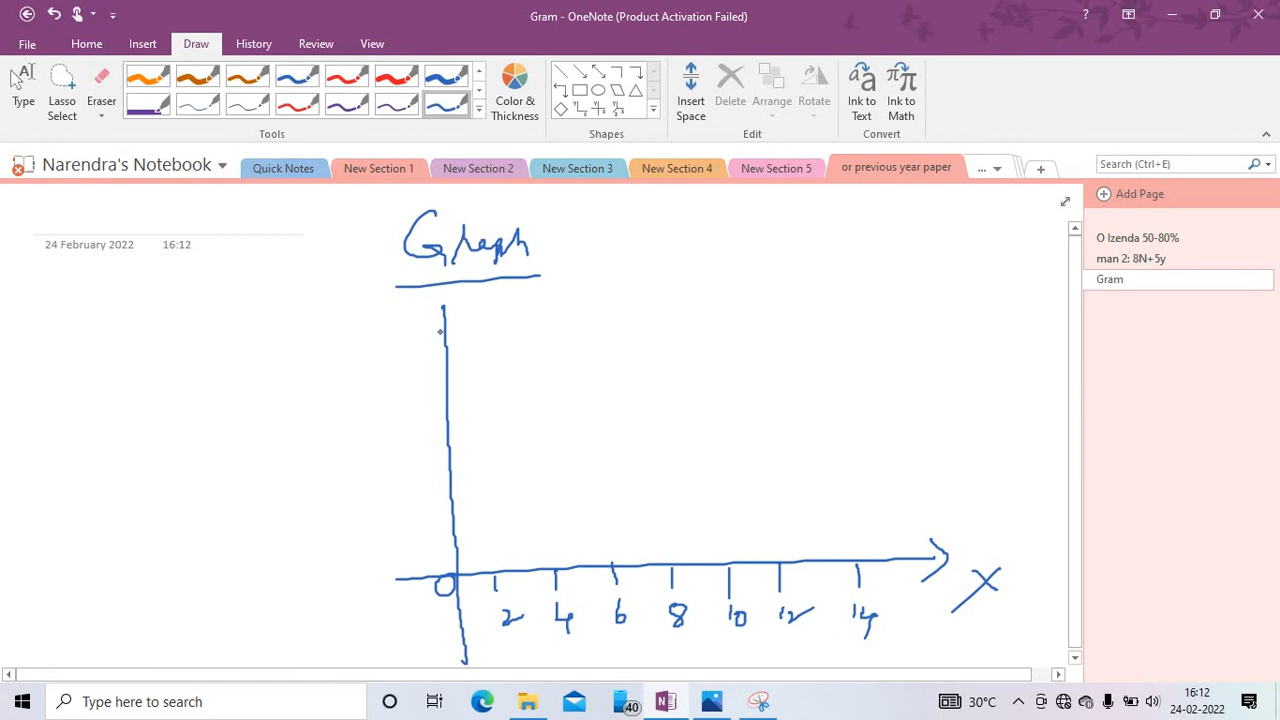 Gram - OneNote (Product Activation Failed)
File Home Insert Draw History Review View
Type Lasso Select Eraser Color & Thickness Insert Space Delete Arrange Rotate Ink to Text Ink to Math
Tools Shapes Edit Convert
Narendra's Notebook Quick Notes New Section 1 New Section 2 New Section 3 New Section 4 New Section 5 or previous year paper ... Search (Ctrl+E)
Add Page
24 February 2022 16:12
O Izenda 50-80%
man 2: 8N+5y
Gram
Graph
X
0
2 4 6 8 10 12 14
Type here to search 40 30°C 16:12
24-02-2022